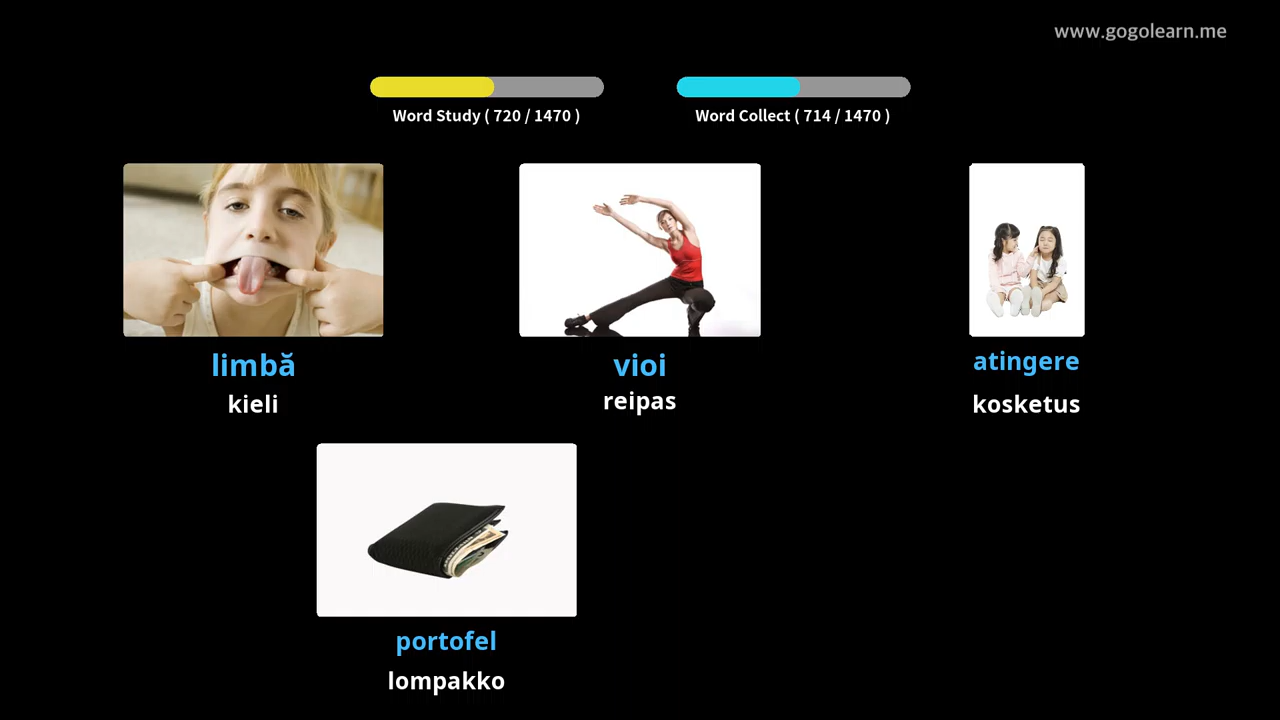 www.gogolearn.me
Word Study ( 720 / 1470 )
Word Collect ( 714 / 1470 )
limbă
kieli
vioi
reipas
atingere
kosketus
portofel
lompakko